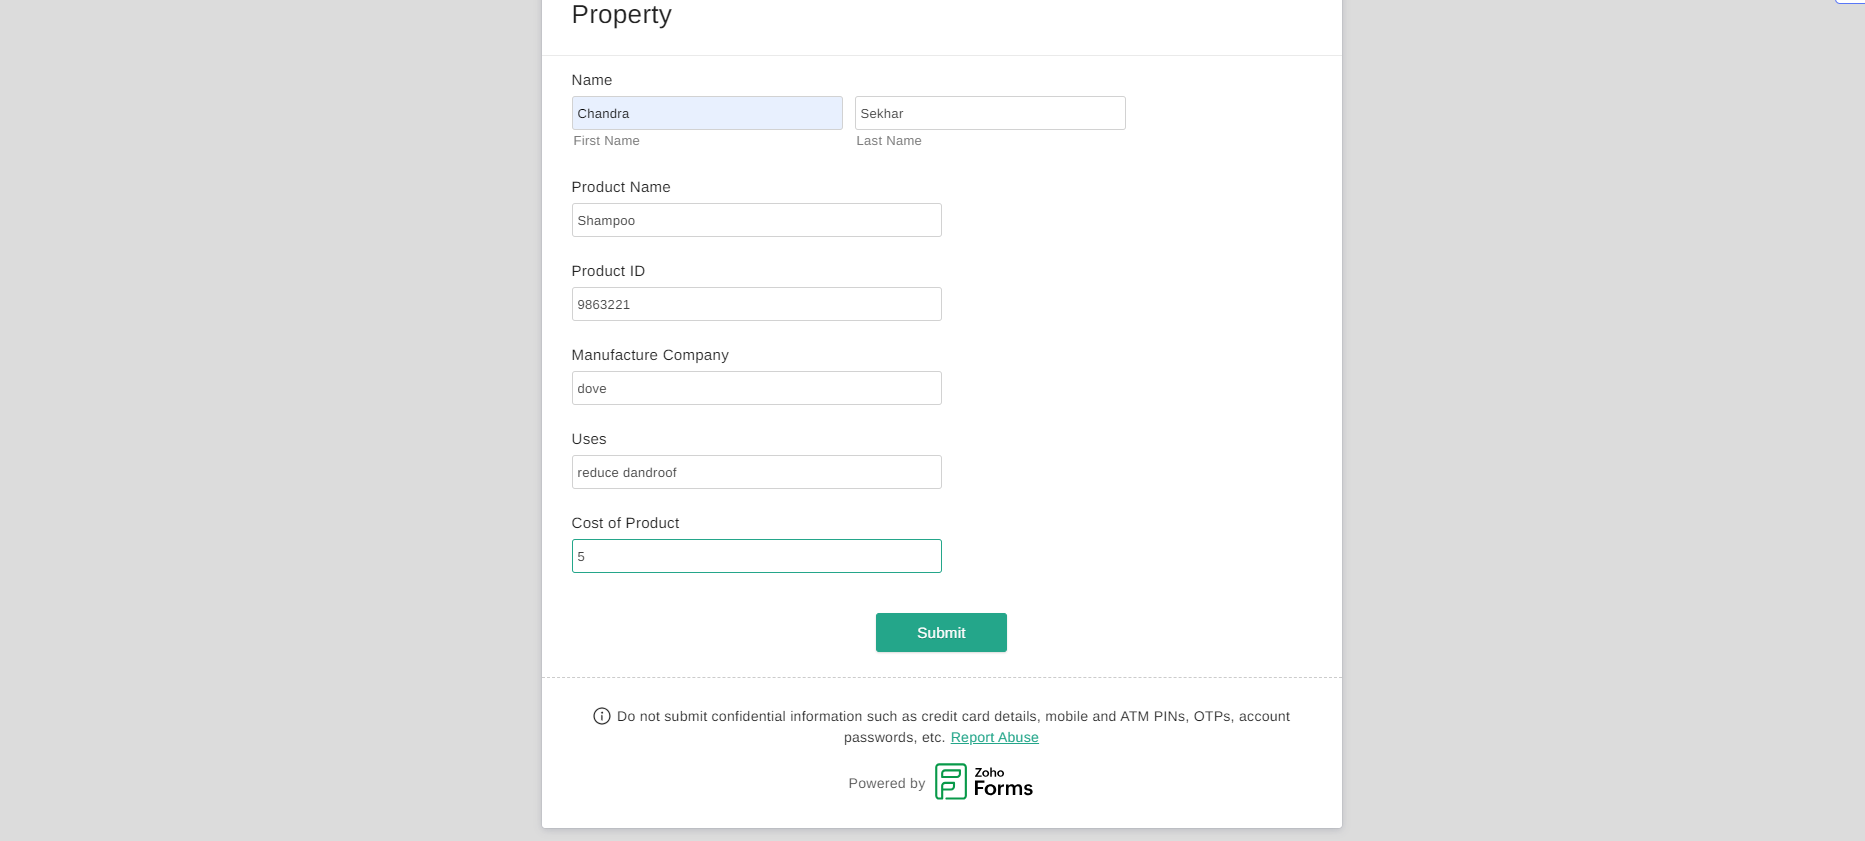 Property
Name
Chandra
Sekhar
First Name
Last Name
Product Name
Shampoo
Product ID
9863221
Manufacture Company
dove
Uses
reduce dandroof
Cost of Product
5
Submit
Do not submit confidential information such as credit card details, mobile and ATM PINs, OTPs, account
passwords, etc. Report Abuse
Powered by
Zoho
Forms